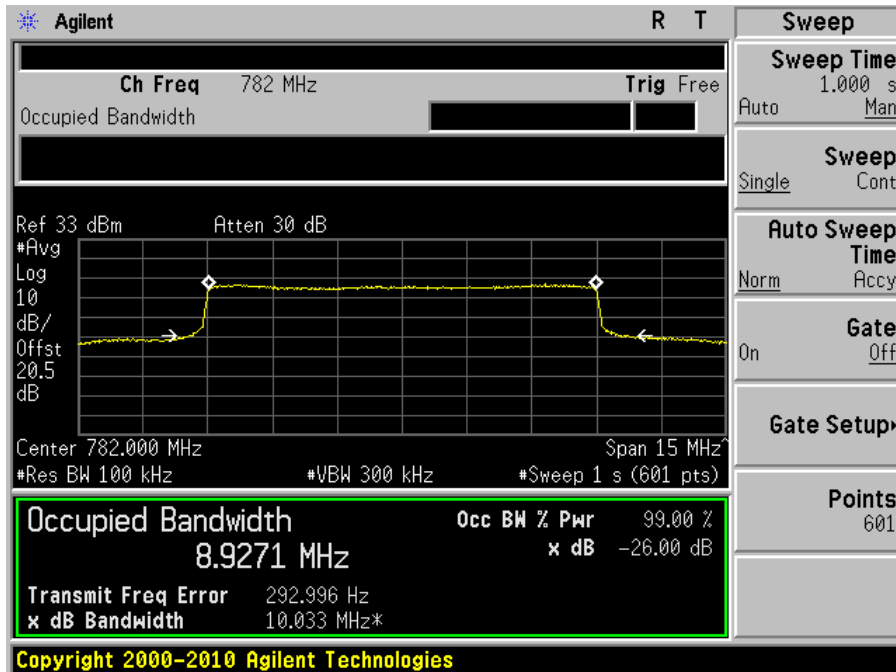 Agilent R T
Sweep
Ch Freq 782 MHz Trig Free
Occupied Bandwidth
Ref 33 dBm Atten 30 dB
#Avg
Log
10
dB/
Offst
20.5
dB
Center 782.000 MHz Span 15 MHz^
#Res BW 100 kHz #VBW 300 kHz #Sweep 1 s (601 pts)
Occupied Bandwidth
8.9271 MHz
Occ BW % Pwr 99.00 %
x dB -26.00 dB
Transmit Freq Error 292.996 Hz
x dB Bandwidth 10.033 MHz*
Copyright 2000-2010 Agilent Technologies
Sweep Time
1.000 s
Auto Man
Sweep
Single Cont
Auto Sweep
Time
Norm Accy
Gate
On Off
Gate Setup
Points
601